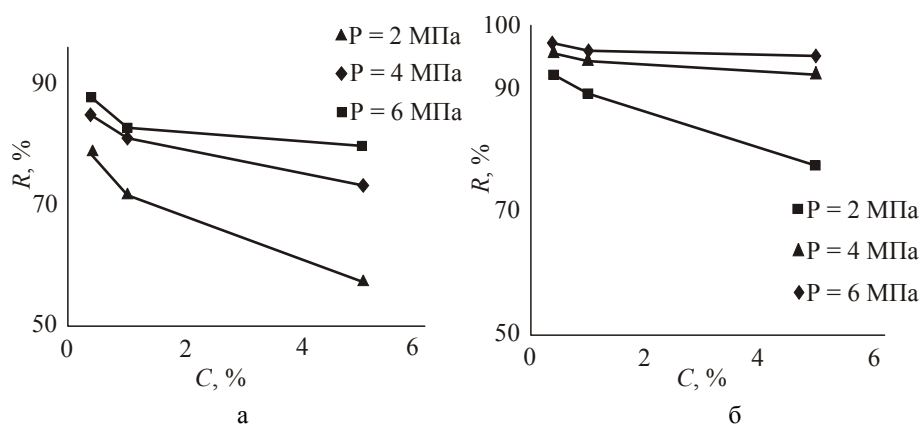 P = 2 МПа
P = 4 МПа
P = 6 МПа
90
70
50
R, %
0 2 4 6
C, %
а
100
90
70
50
R, %
P = 2 МПа
P = 4 МПа
P = 6 МПа
0 2 4 6
C, %
б